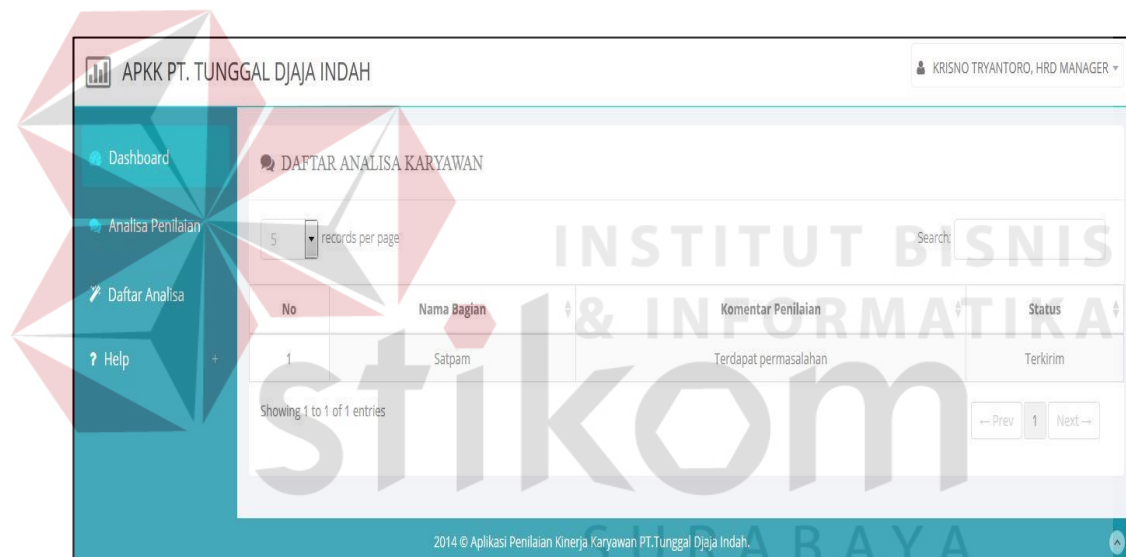 APKK PT. TUNGGAL DJAJA INDAH
KRISNO TRYANTORO, HRD MANAGER
Dashboard
Analisa Penilaian
Daftar Analisa
? Help +
DAFTAR ANALISA KARYAWAN
5 records per page
Search:
No Nama Bagian Komentar Penilaian Status
1 Satpam Terdapat permasalahan Terkirim
Showing 1 to 1 of 1 entries
← Prev 1 Next →
2014 © Aplikasi Penilaian Kinerja Karyawan PT.Tunggal Djaja Indah.
INSTITUT BISNIS
& INFORMATIKA
stikom
SURABAYA